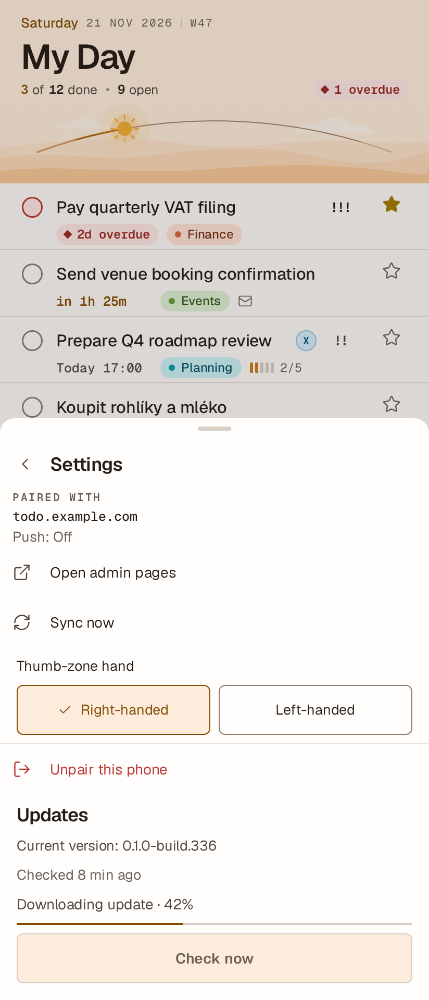 Saturday 21 NOV 2026 | W47
My Day
3 of 12 done • 9 open
◆ 1 overdue
Pay quarterly VAT filing !!!
◆ 2d overdue • Finance
Send venue booking confirmation
in 1h 25m • Events
Prepare Q4 roadmap review X !!
Today 17:00 • Planning 2/5
Koupit rohlíky a mléko
Settings
PAIRED WITH
todo.example.com
Push: Off
Open admin pages
Sync now
Thumb-zone hand
Right-handed
Left-handed
Unpair this phone
Updates
Current version: 0.1.0-build.336
Checked 8 min ago
Downloading update · 42%
Check now